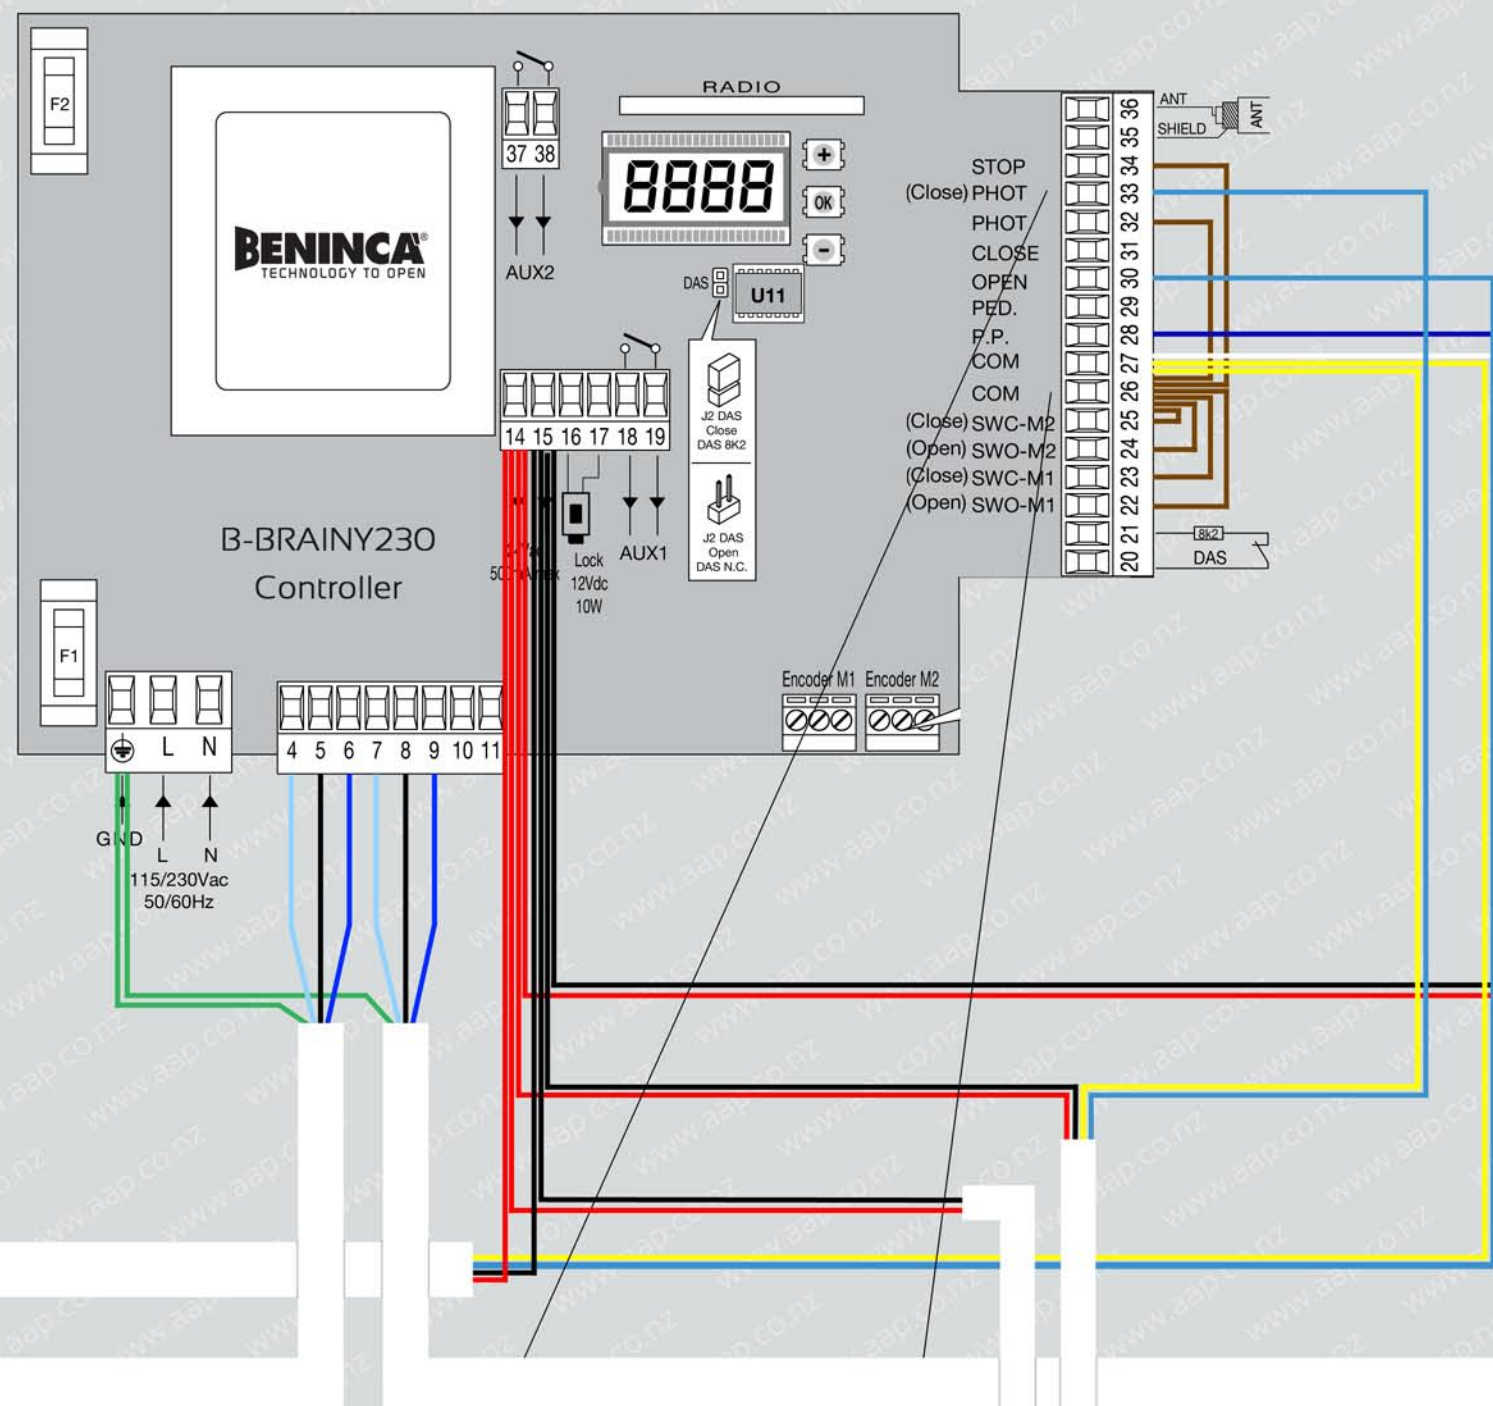 F2
BENINCA®
TECHNOLOGY TO OPEN
37 38
AUX2
RADIO
8888
+
OK
-
DAS
U11
J2 DAS
Close
DAS 8K2
J2 DAS
Open
DAS N.C.
14 15 16 17 18 19
Lock
12Vdc
10W
AUX1
B-BRAINY230
Controller
F1
L N
GND
L N
115/230Vac
50/60Hz
4 5 6 7 8 9 10 11
Encoder M1 Encoder M2
36 ANT
35 SHIELD
ANT
STOP 34
(Close) PHOT 33
PHOT 32
CLOSE 31
OPEN 30
PED. 29
P.P. 28
COM 27
COM 26
(Close) SWC-M2 25
(Open) SWO-M2 24
(Close) SWC-M1 23
(Open) SWO-M1 22
21 8k2
20 DAS
www.aap.co.nz